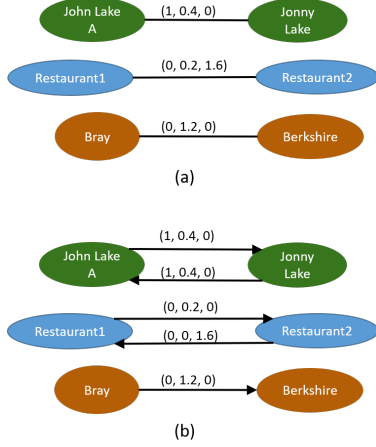 John Lake A
(1, 0.4, 0)
Jonny Lake
Restaurant1
(0, 0.2, 1.6)
Restaurant2
Bray
(0, 1.2, 0)
Berkshire
(a)
John Lake A
(1, 0.4, 0)
(1, 0.4, 0)
Jonny Lake
Restaurant1
(0, 0.2, 0)
(0, 0, 1.6)
Restaurant2
Bray
(0, 1.2, 0)
Berkshire
(b)